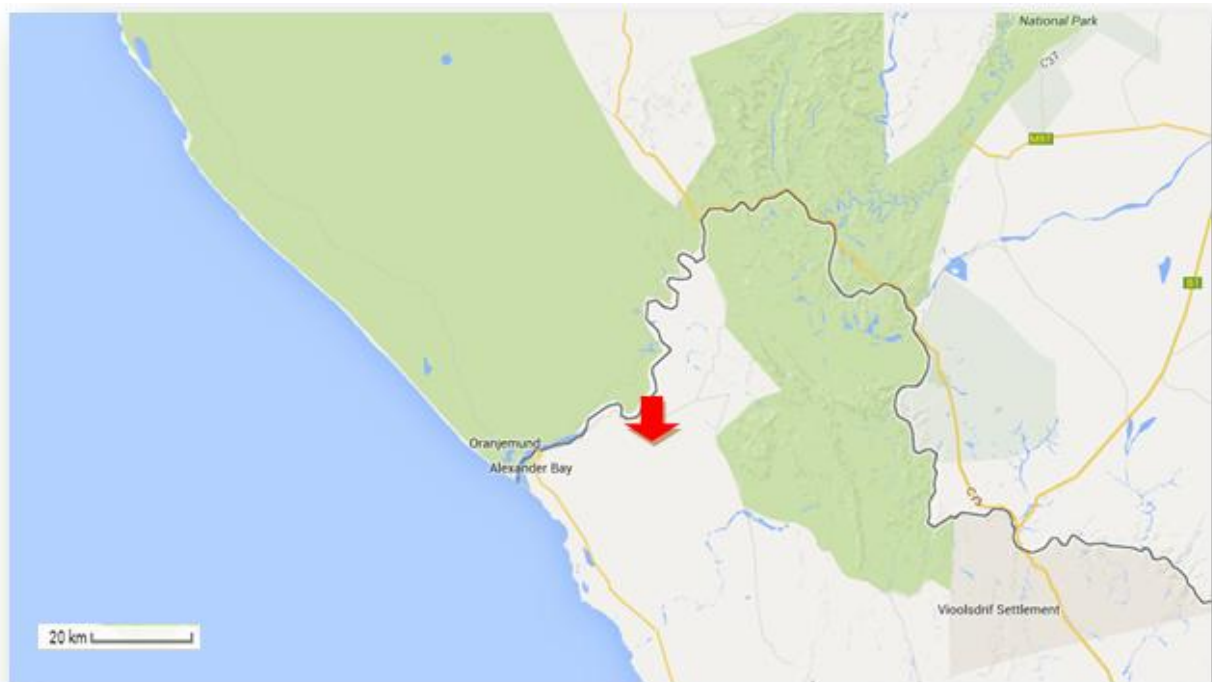 National Park
C37
M97
B1
Oranjemund
Alexander Bay
C13
Vioolsdrif Settlement
20 km